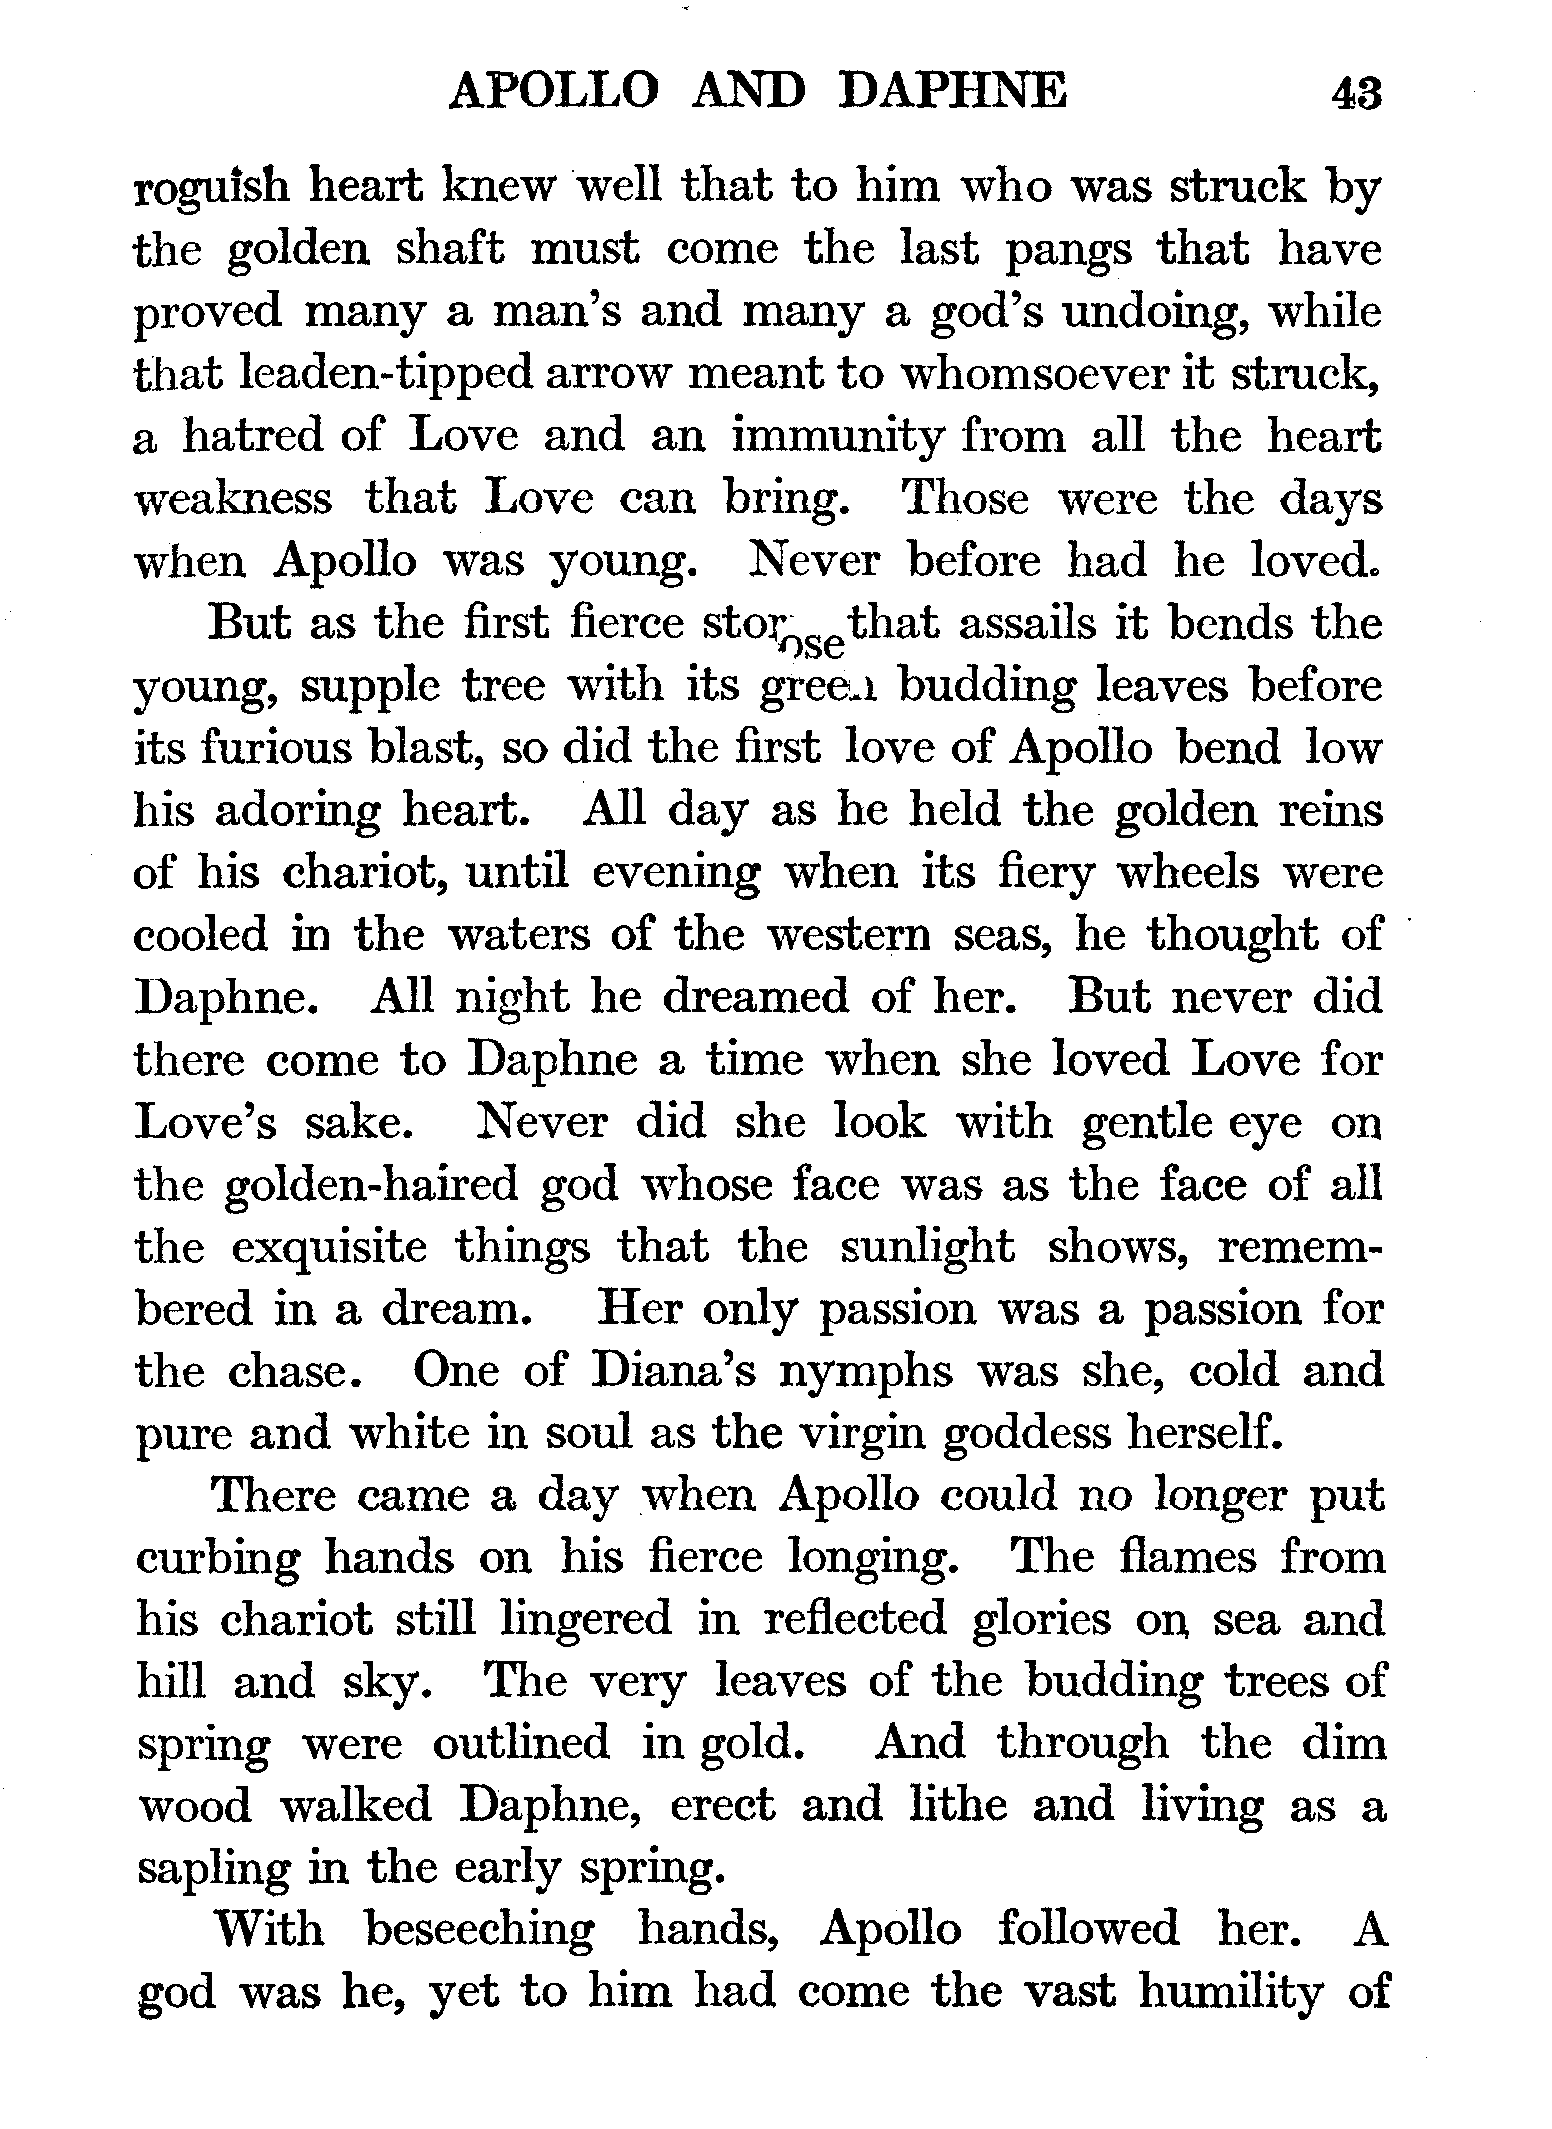 APOLLO AND DAPHNE 43
roguish heart knew well that to him who was struck by
the golden shaft must come the last pangs that have
proved many a man's and many a god's undoing, while
that leaden-tipped arrow meant to whomsoever it struck,
a hatred of Love and an immunity from all the heart
weakness that Love can bring. Those were the days
when Apollo was young. Never before had he loved.
But as the first fierce that assails it bends the
young, supple tree with its green budding leaves before
its furious blast, so did the first love of Apollo bend low
his adoring heart. All day as he held the golden reins
of his chariot, until evening when its fiery wheels were
cooled in the waters of the western seas, he thought of
Daphne. All night he dreamed of her. But never did
there come to Daphne a time when she loved Love for
Love's sake. Never did she look with gentle eye on
the golden-haired god whose face was as the face of all
the exquisite things that the sunlight shows, remem-
bered in a dream. Her only passion was a passion for
the chase. One of Diana's nymphs was she, cold and
pure and white in soul as the virgin goddess herself.
There came a day when Apollo could no longer put
curbing hands on his fierce longing. The flames from
his chariot still lingered in reflected glories on sea and
hill and sky. The very leaves of the budding trees of
spring were outlined in gold. And through the dim
wood walked Daphne, erect and lithe and living as a
sapling in the early spring.
With beseeching hands, Apollo followed her. A
god was he, yet to him had come the vast humility of